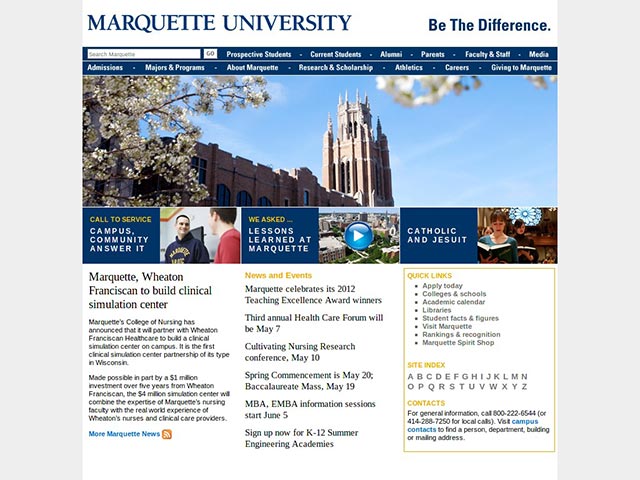 MARQUETTE UNIVERSITY
Be The Difference.
Search Marquette
GO
Prospective Students - Current Students - Alumni - Parents - Faculty & Staff - Media
Admissions - Majors & Programs - About Marquette - Research & Scholarship - Athletics - Careers - Giving to Marquette
CALL TO SERVICE
CAMPUS,
COMMUNITY
ANSWER IT
WE ASKED ...
LESSONS
LEARNED AT
MARQUETTE
CATHOLIC
AND JESUIT
Marquette, Wheaton
Franciscan to build clinical
simulation center
Marquette's College of Nursing has
announced that it will partner with Wheaton
Franciscan Healthcare to build a clinical
simulation center on campus. It is the first
clinical simulation center partnership of its type
in Wisconsin.
Made possible in part by a $1 million
investment over five years from Wheaton
Franciscan, the $4 million simulation center will
combine the expertise of Marquette's nursing
faculty with the real world experience of
Wheaton's nurses and clinical care providers.
More Marquette News
News and Events
Marquette celebrates its 2012
Teaching Excellence Award winners
Third annual Health Care Forum will
be May 7
Cultivating Nursing Research
conference, May 10
Spring Commencement is May 20;
Baccalaureate Mass, May 19
MBA, EMBA information sessions
start June 5
Sign up now for K-12 Summer
Engineering Academies
QUICK LINKS
Apply today
Colleges & schools
Academic calendar
Libraries
Student facts & figures
Visit Marquette
Rankings & recognition
Marquette Spirit Shop
SITE INDEX
A B C D E F G H I J K L M N
O P Q R S T U V W X Y Z
CONTACTS
For general information, call 800-222-6544 (or
414-288-7250 for local calls). Visit campus
contacts to find a person, department, building
or mailing address.